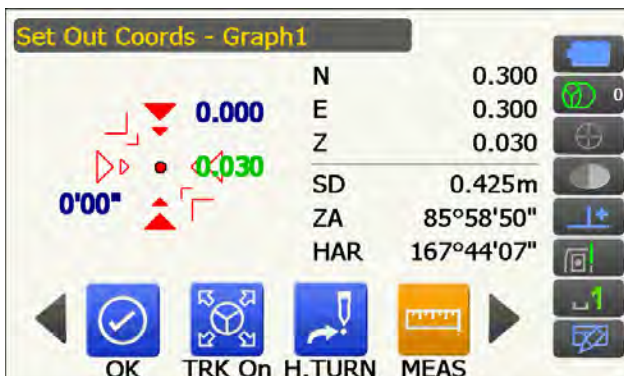 Set Out Coords - Graph1
0.000
0.030
0'00"
N 0.300
E 0.300
Z 0.030
SD 0.425m
ZA 85°58'50"
HAR 167°44'07"
0
1
OK TRK On H.TURN MEAS